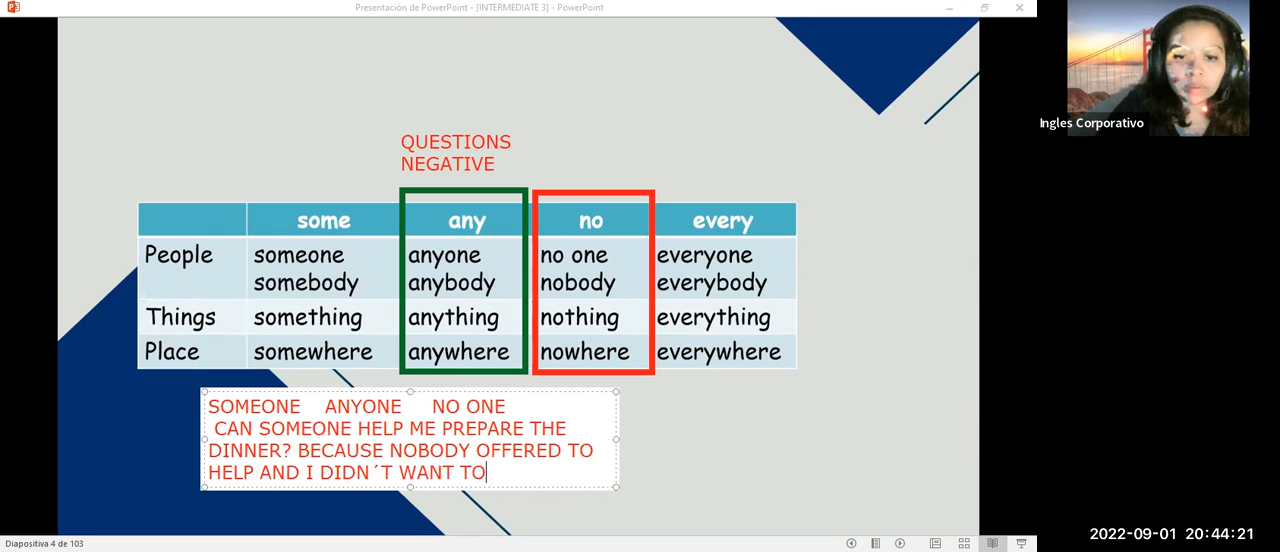 Presentación de PowerPoint - [INTERMEDIATE 3] - PowerPoint
Ingles Corporativo
QUESTIONS
NEGATIVE
some any no every
People someone anyone no one everyone
somebody anybody nobody everybody
Things something anything nothing everything
Place somewhere anywhere nowhere everywhere
SOMEONE ANYONE NO ONE
CAN SOMEONE HELP ME PREPARE THE
DINNER? BECAUSE NOBODY OFFERED TO
HELP AND I DIDN´T WANT TO
2022-09-01 20:44:21
Diapositiva 4 de 103